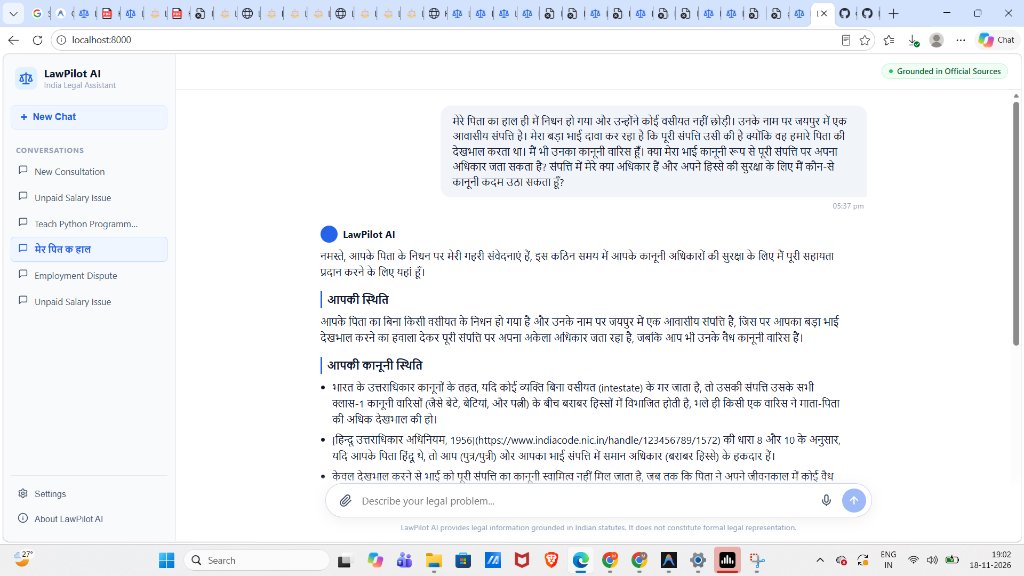 localhost:8000
Chat
LawPilot AI
India Legal Assistant
+ New Chat
CONVERSATIONS
New Consultation
Unpaid Salary Issue
Teach Python Programm...
मेर पित क हाल
Employment Dispute
Unpaid Salary Issue
Settings
About LawPilot AI
Grounded in Official Sources
मेरे पिता का हाल ही में निधन हो गया और उन्होंने कोई वसीयत नहीं छोड़ी। उनके नाम पर जयपुर में एक
आवासीय संपत्ति है। मेरा बड़ा भाई दावा कर रहा है कि पूरी संपत्ति उसी की है क्योंकि वह हमारे पिता की
देखभाल करता था। मैं भी उनका कानूनी वारिस हूँ। क्या मेरा भाई कानूनी रूप से पूरी संपत्ति पर अपना
अधिकार जता सकता है? संपत्ति में मेरे क्या अधिकार हैं और अपने हिस्से की सुरक्षा के लिए मैं कौन-से
कानूनी कदम उठा सकता हूँ?
05:37 pm
LawPilot AI
नमस्ते, आपके पिता के निधन पर मेरी गहरी संवेदनाएं हैं, इस कठिन समय में आपके कानूनी अधिकारों की सुरक्षा के लिए मैं पूरी सहायता
प्रदान करने के लिए यहां हूँ।
आपकी स्थिति
आपके पिता का बिना किसी वसीयत के निधन हो गया है और उनके नाम पर जयपुर में एक आवासीय संपत्ति है, जिस पर आपका बड़ा भाई
देखभाल करने का हवाला देकर पूरी संपत्ति पर अपना अकेला अधिकार जता रहा है, जबकि आप भी उनके वैध कानूनी वारिस हैं।
आपकी कानूनी स्थिति
• भारत के उत्तराधिकार कानूनों के तहत, यदि कोई व्यक्ति बिना वसीयत (intestate) के मर जाता है, तो उसकी संपत्ति उसके सभी
क्लास-1 कानूनी वारिसों (जैसे बेटे, बेटियां, और पत्नी) के बीच बराबर हिस्सों में विभाजित होती है, भले ही किसी एक वारिस ने माता-पिता
की अधिक देखभाल की हो।
• [हिन्दू उत्तराधिकार अधिनियम, 1956](https://www.indiacode.nic.in/handle/123456789/1572) की धारा 8 और 10 के अनुसार,
यदि आपके पिता हिंदू थे, तो आप (पुत्र/पुत्री) और आपका भाई संपत्ति में समान अधिकार (बराबर हिस्से) के हकदार हैं।
• केवल देखभाल करने से भाई को पूरी संपत्ति का कानूनी स्वामित्व नहीं मिल जाता है, जब तक कि पिता ने अपने जीवनकाल में कोई वैध
Describe your legal problem...
LawPilot AI provides legal information grounded in Indian statutes. It does not constitute formal legal representation.
27°
Search
ENG
IN
19:02
18-11-2026